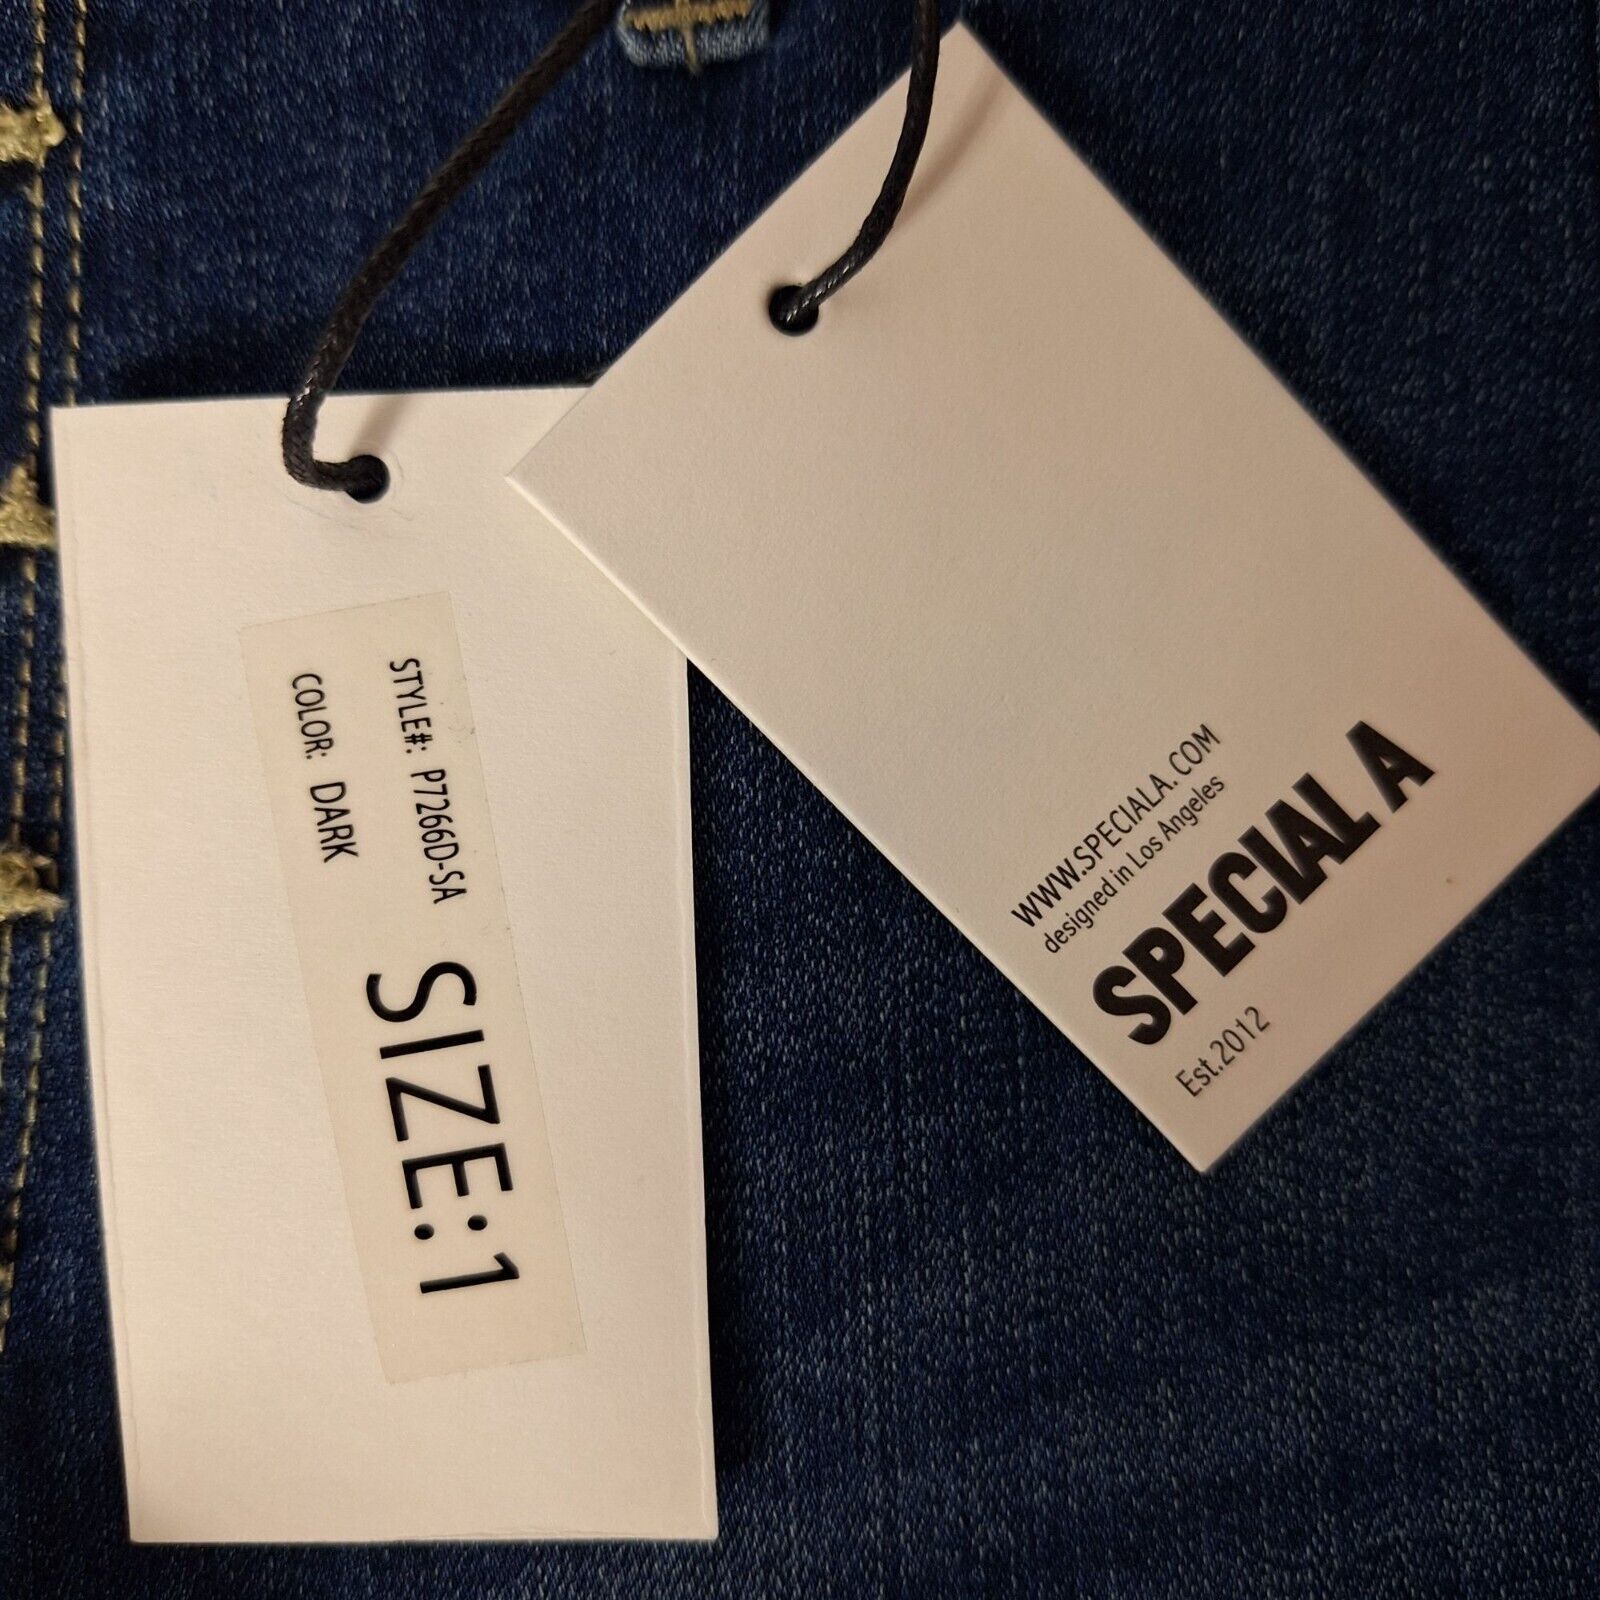 STYLE#: P7266D-SA
COLOR: DARK
SIZE:1
WWW.SPECIALA.COM
designed in Los Angeles
SPECIAL A
Est.2012